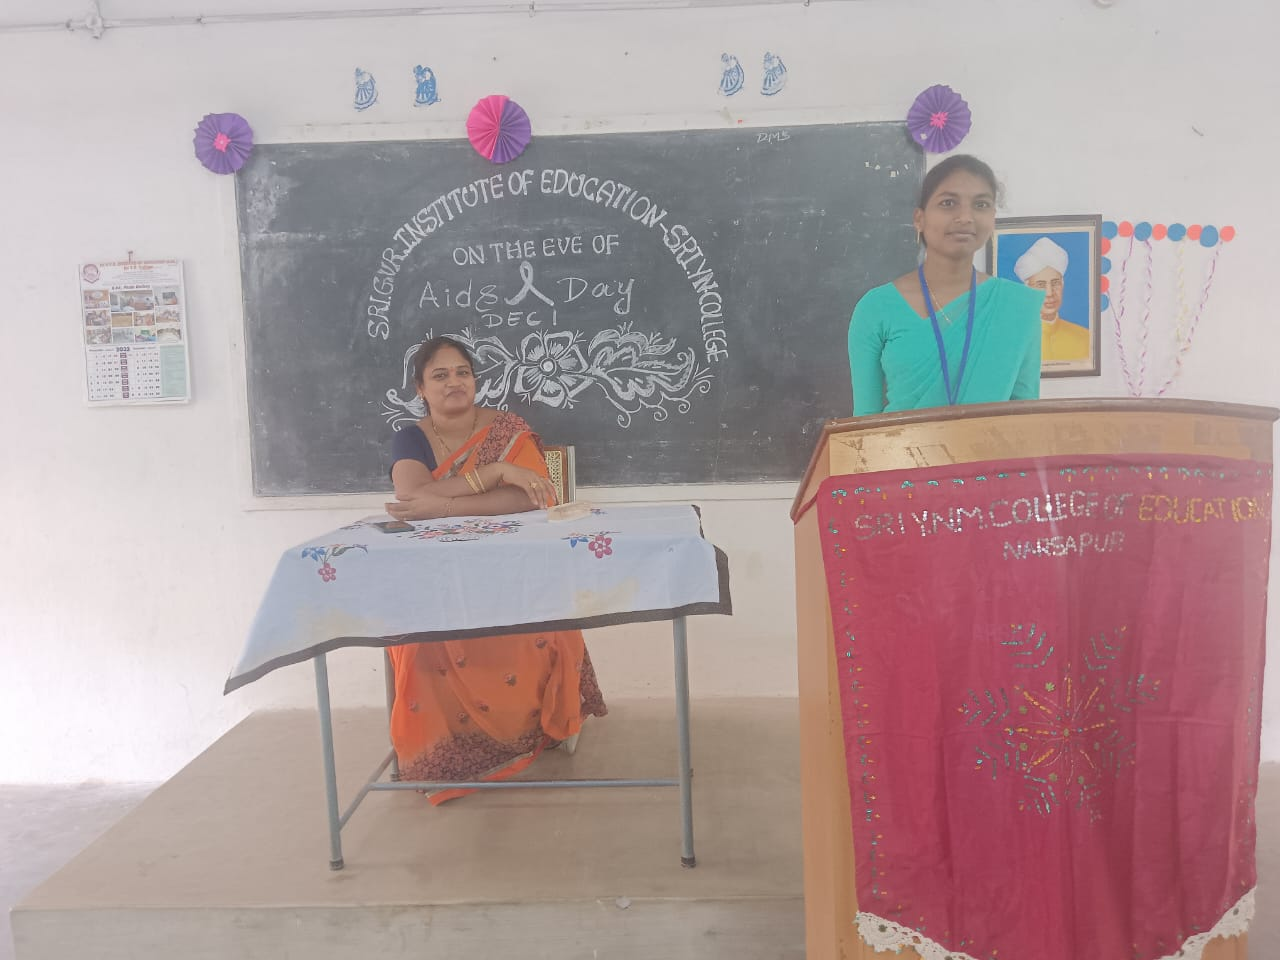 DMS
SRI.G.V.R.INSTITUTE OF EDUCATION-SRI.Y.N.COLLEGE
ON THE EVE OF
Aids Day
DEC 1
2022
SRI Y.N.M.COLLEGE OF EDUCATION
NARSAPUR